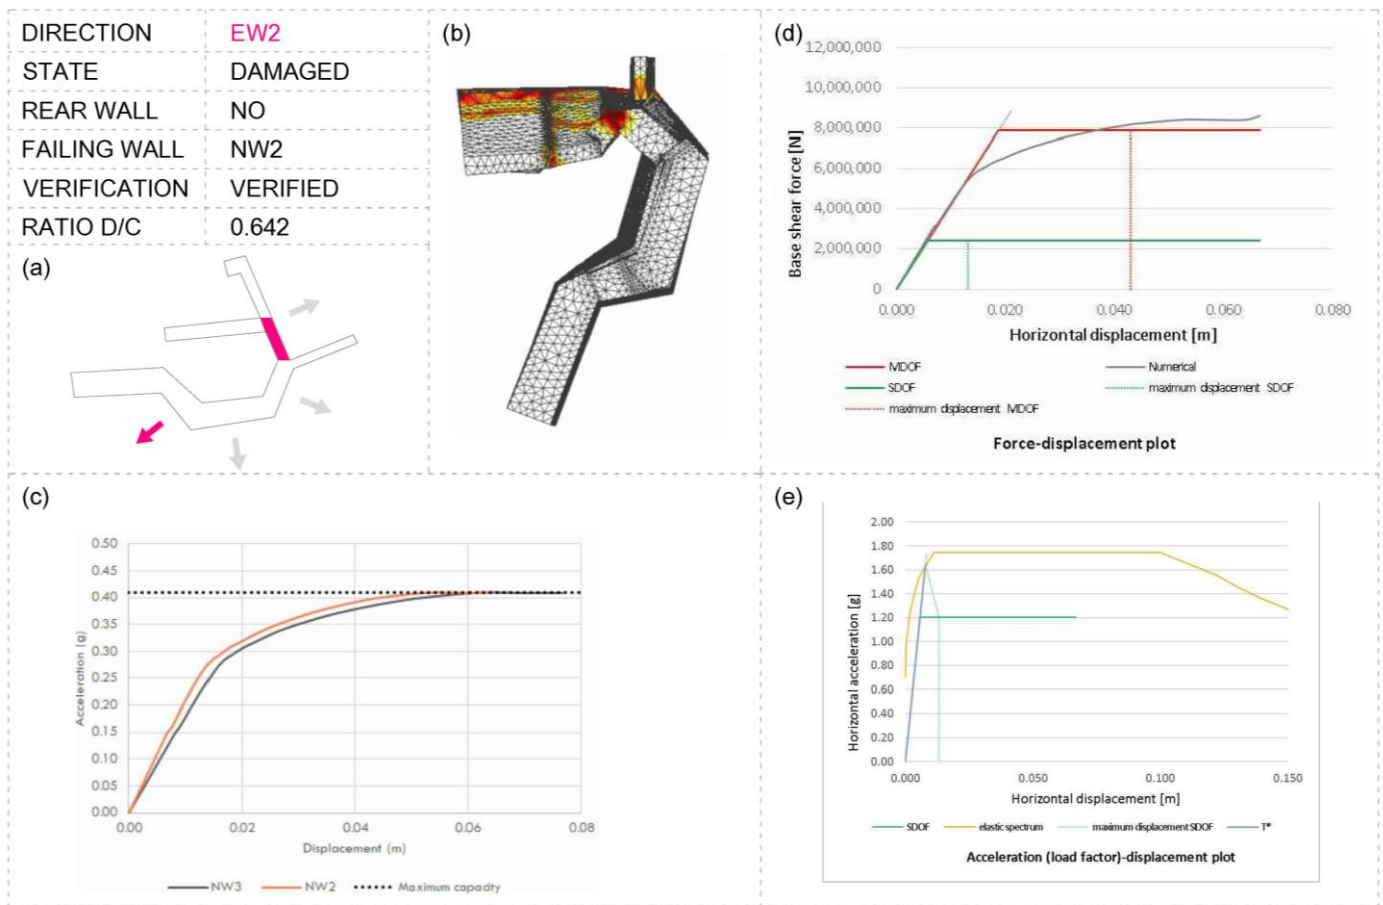 DIRECTION EW2
STATE DAMAGED
REAR WALL NO
FAILING WALL NW2
VERIFICATION VERIFIED
RATIO D/C 0.642
(a)
(b)
(c)
0.50
0.45
0.40
0.35
0.30
0.25
0.20
0.15
0.10
0.05
0.00
Acceleration (g)
0.00 0.02 0.04 0.06 0.08
Displacement (m)
NW3 NW2 Maximum capacity
(d)
12,000,000
10,000,000
8,000,000
6,000,000
4,000,000
2,000,000
0
Base shear force [N]
0.000 0.020 0.040 0.060 0.080
Horizontal displacement [m]
MDOF Numerical
SDOF maximum displacement SDOF
maximum displacement MDOF
Force-displacement plot
(e)
2.00
1.80
1.60
1.40
1.20
1.00
0.80
0.60
0.40
0.20
0.00
Horizontal acceleration [g]
0.000 0.050 0.100 0.150
Horizontal displacement [m]
SDOF elastic spectrum maximum displacement SDOF T*
Acceleration (load factor)-displacement plot